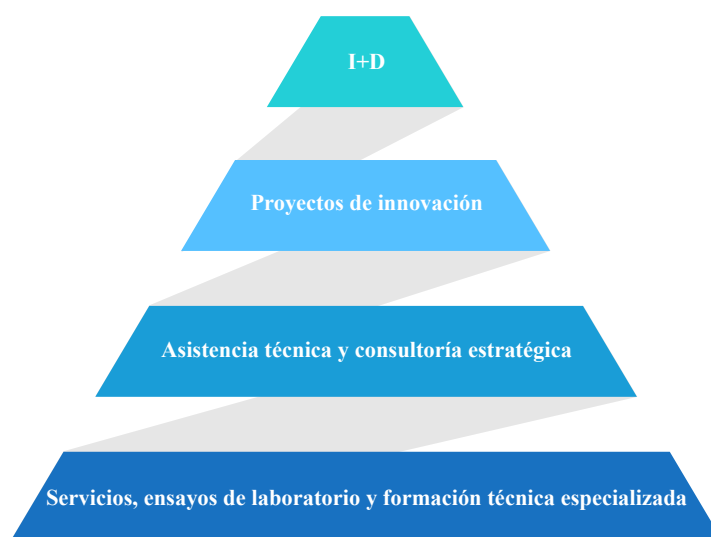 I+D
Proyectos de innovación
Asistencia técnica y consultoría estratégica
Servicios, ensayos de laboratorio y formación técnica especializada